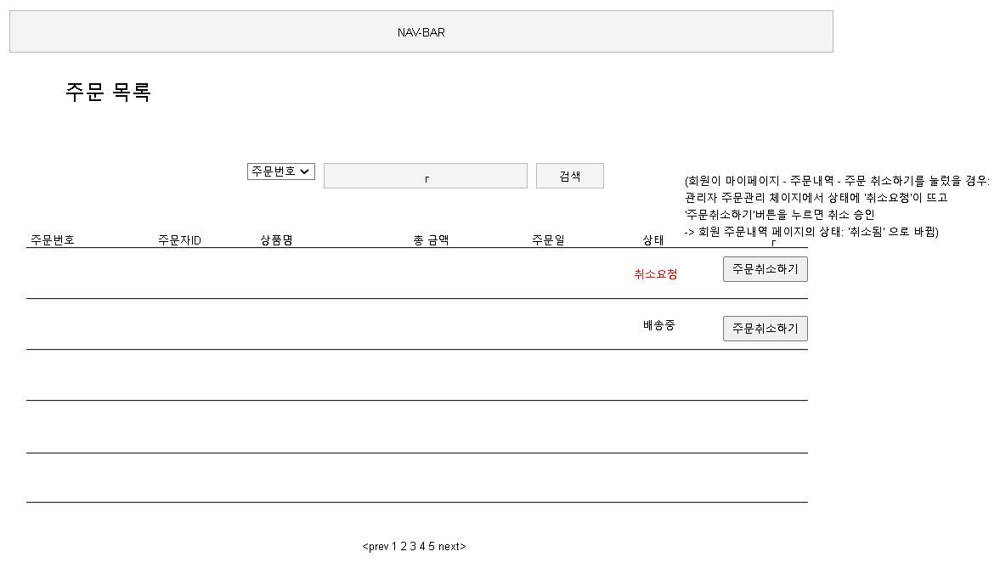 NAV-BAR
주문 목록
주문번호
┌
검색
(회원이 마이페이지 - 주문내역 - 주문 취소하기를 눌렀을 경우:
관리자 주문관리 체이지에서 상태에 '취소요청'이 뜨고
'주문취소하기'버튼을 누르면 취소 승인
-> 회원 주문내역 페이지의 상태: '취소됨' 으로 바뀜)
주문번호 주문자ID 상품명 총 금액 주문일 상태 ┌
취소요청 주문취소하기
배송중 주문취소하기
<prev 1 2 3 4 5 next>